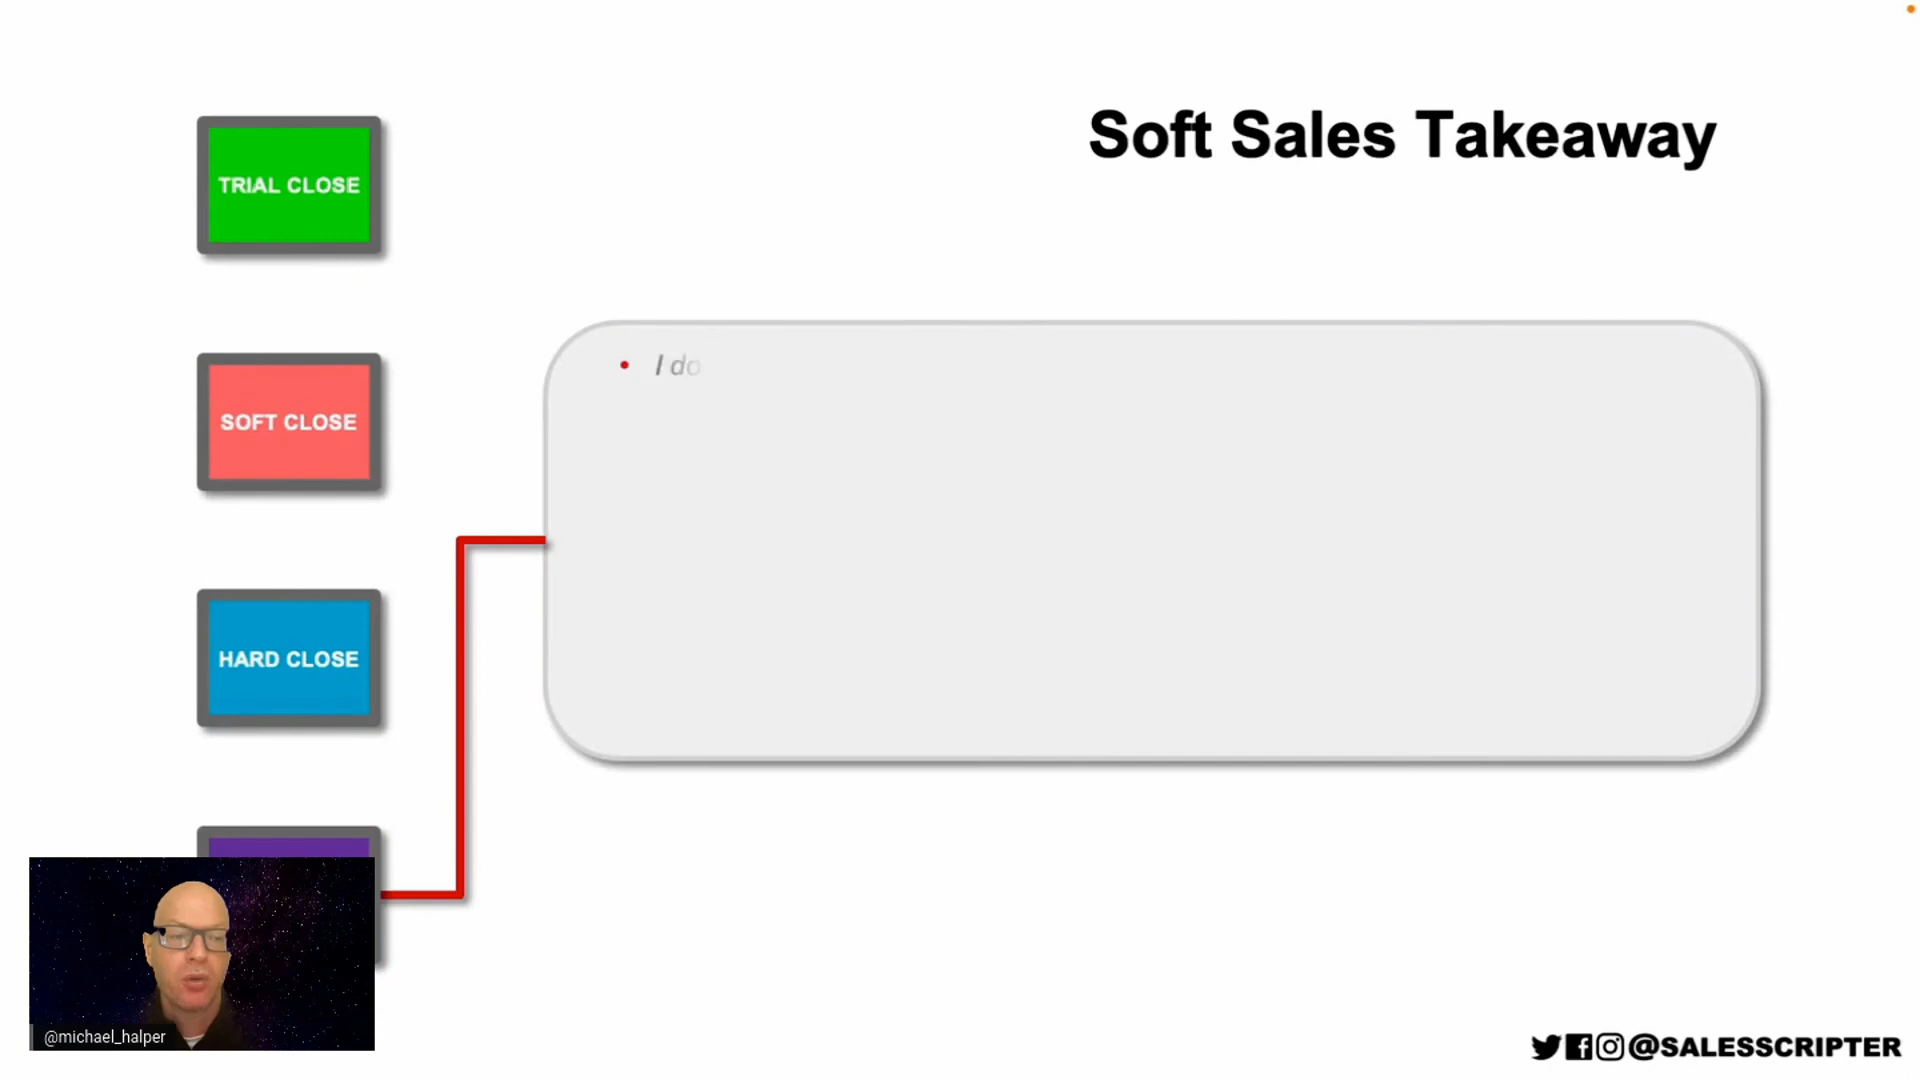 Soft Sales Takeaway
TRIAL CLOSE
SOFT CLOSE
HARD CLOSE
• I do
@michael_halper
@SALESSCRIPTER